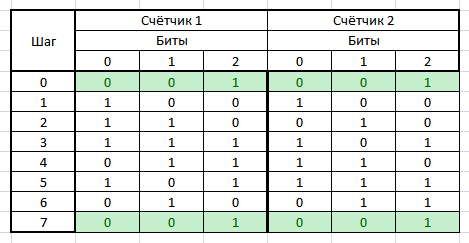 Шаг Счётчик 1 Счётчик 2
Биты Биты
0 1 2 0 1 2
0 0 0 1 0 0 1
1 1 0 0 1 0 0
2 1 1 0 0 1 0
3 1 1 1 1 0 1
4 0 1 1 1 1 0
5 1 0 1 1 1 1
6 0 1 0 0 1 1
7 0 0 1 0 0 1